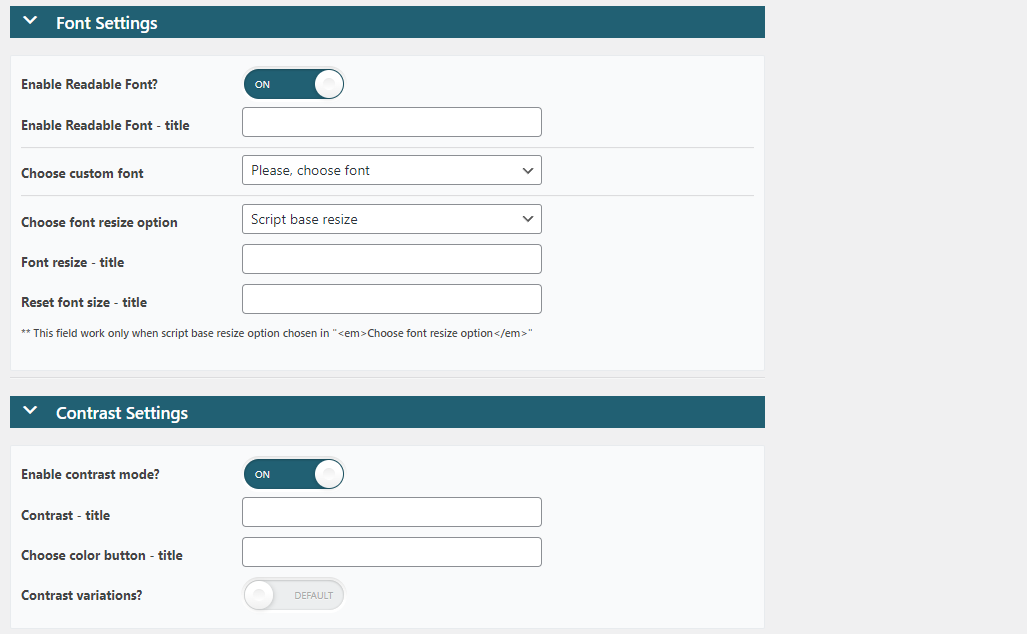 Font Settings
Enable Readable Font? ON
Enable Readable Font - title
Choose custom font Please, choose font
Choose font resize option Script base resize
Font resize - title
Reset font size - title
** This field work only when script base resize option chosen in "<em>Choose font resize option</em>"
Contrast Settings
Enable contrast mode? ON
Contrast - title
Choose color button - title
Contrast variations? DEFAULT